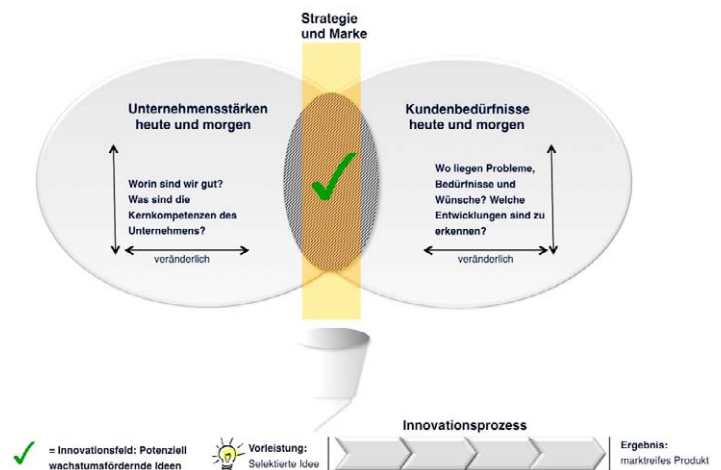 Strategie
und Marke
Unternehmensstärken
heute und morgen
Worin sind wir gut?
Was sind die
Kernkompetenzen des
Unternehmens?
veränderlich
Kundenbedürfnisse
heute und morgen
Wo liegen Probleme,
Bedürfnisse und
Wünsche? Welche
Entwicklungen sind zu
erkennen?
veränderlich
= Innovationsfeld: Potenziell
wachstumsfördernde Ideen
Vorleistung:
Selektierte Idee
Innovationsprozess
Ergebnis:
marktreifes Produkt